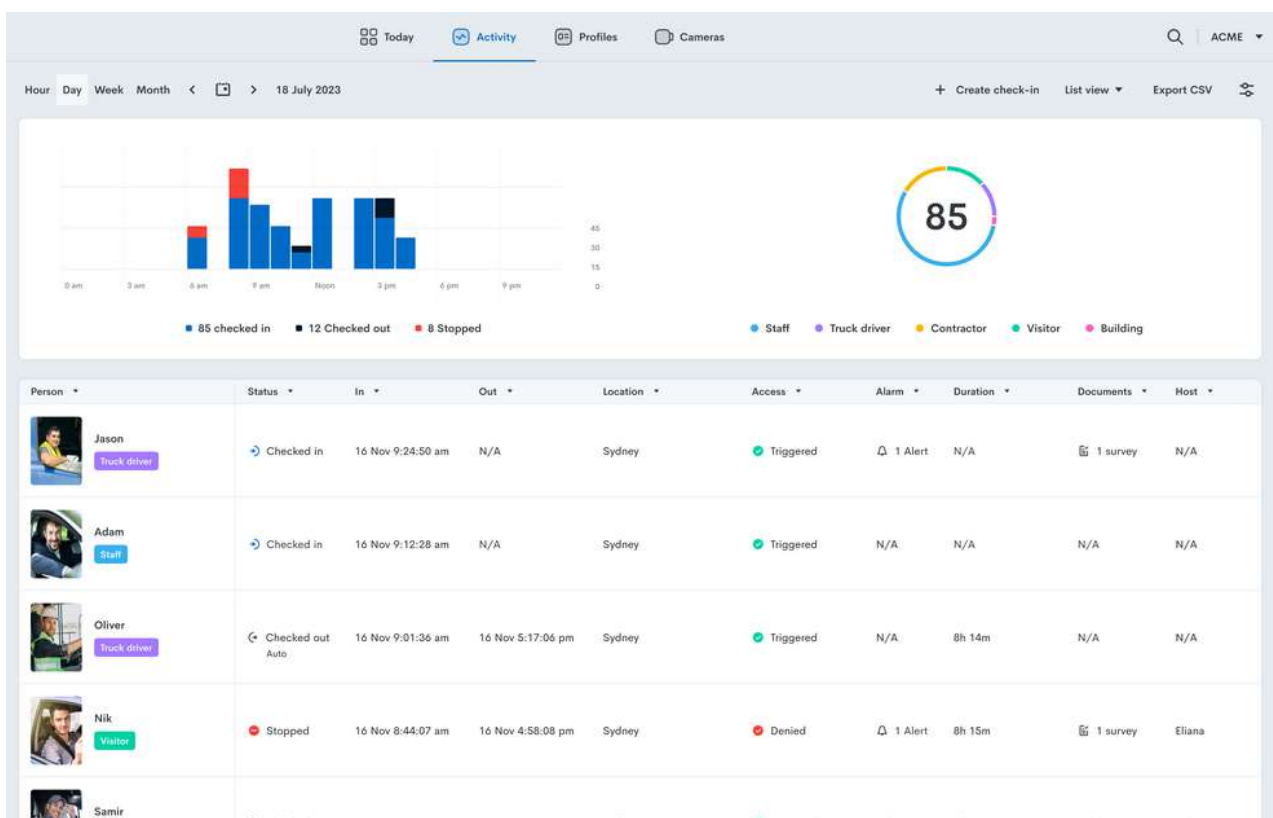 Today Activity Profiles Cameras ACME
Hour Day Week Month 18 July 2023 + Create check-in List view Export CSV
85
45
30
15
0
0 am 3 am 6 am 9 am Noon 3 pm 6 pm 9 pm
85 checked in 12 Checked out 8 Stopped
Staff Truck driver Contractor Visitor Building
Person Status In Out Location Access Alarm Duration Documents Host
Jason
Truck driver
Checked in 16 Nov 9:24:50 am N/A Sydney Triggered 1 Alert N/A 1 survey N/A
Adam
Staff
Checked in 16 Nov 9:12:28 am N/A Sydney Triggered N/A N/A N/A N/A
Oliver
Truck driver
Checked out 16 Nov 9:01:36 am 16 Nov 5:17:06 pm Sydney Triggered N/A 8h 14m N/A N/A
Auto
Nik
Visitor
Stopped 16 Nov 8:44:07 am 16 Nov 4:58:08 pm Sydney Denied 1 Alert 8h 15m 1 survey Eliana
Samir